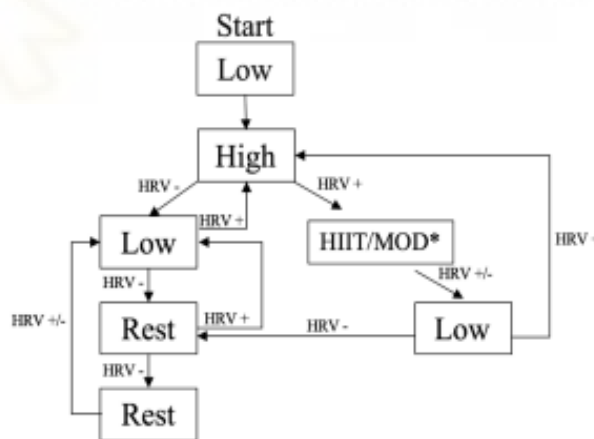 Start
Low
High
HRV -
HRV +
HRV +
Low
HIIT/MOD*
HRV
HRV -
HRV +/-
HRV +/-
HRV +
HRV -
Rest
Low
HRV -
Rest